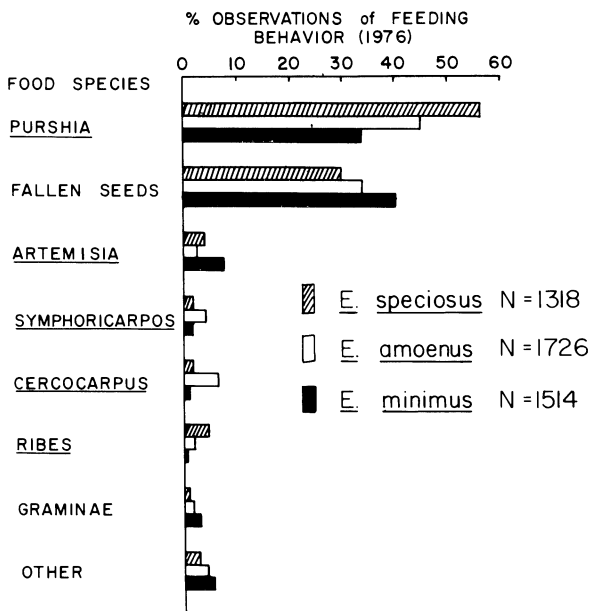 % OBSERVATIONS of FEEDING
BEHAVIOR (1976)
0 10 20 30 40 50 60
FOOD SPECIES
PURSHIA
FALLEN SEEDS
ARTEMISIA
E. speciosus N = 1318
SYMPHORICARPOS
E. amoenus N = 1726
CERCOCARPUS
E. minimus N = 1514
RIBES
GRAMINAE
OTHER